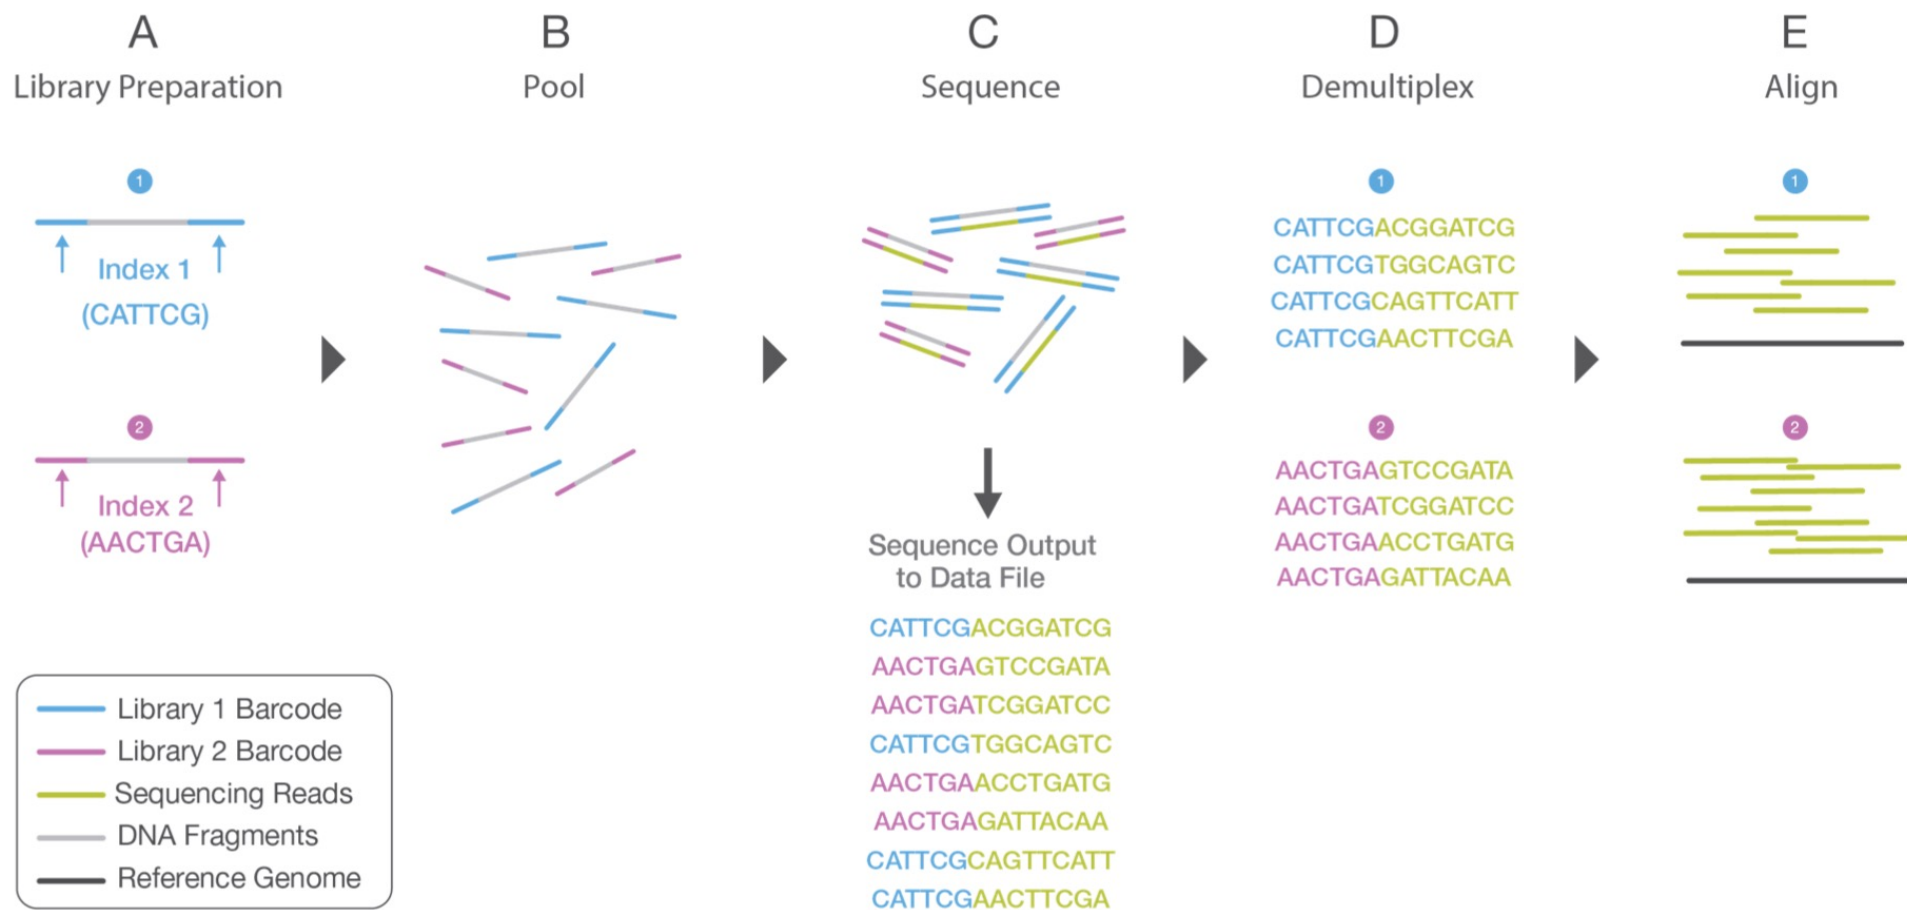 A
Library Preparation
1
Index 1
(CATTCG)
2
Index 2
(AACTGA)
Library 1 Barcode
Library 2 Barcode
Sequencing Reads
DNA Fragments
Reference Genome
B
Pool
C
Sequence
Sequence Output
to Data File
CATTCGACGGATCG
AACTGAGTCCGATA
AACTGATCGGATCC
CATTCGTGGCAGTC
AACTGAACCTGATG
AACTGAGATTACAA
CATTCGCAGTTCATT
CATTCGAACTTCGA
D
Demultiplex
1
CATTCGACGGATCG
CATTCGTGGCAGTC
CATTCGCAGTTCATT
CATTCGAACTTCGA
2
AACTGAGTCCGATA
AACTGATCGGATCC
AACTGAACCTGATG
AACTGAGATTACAA
E
Align
1
2